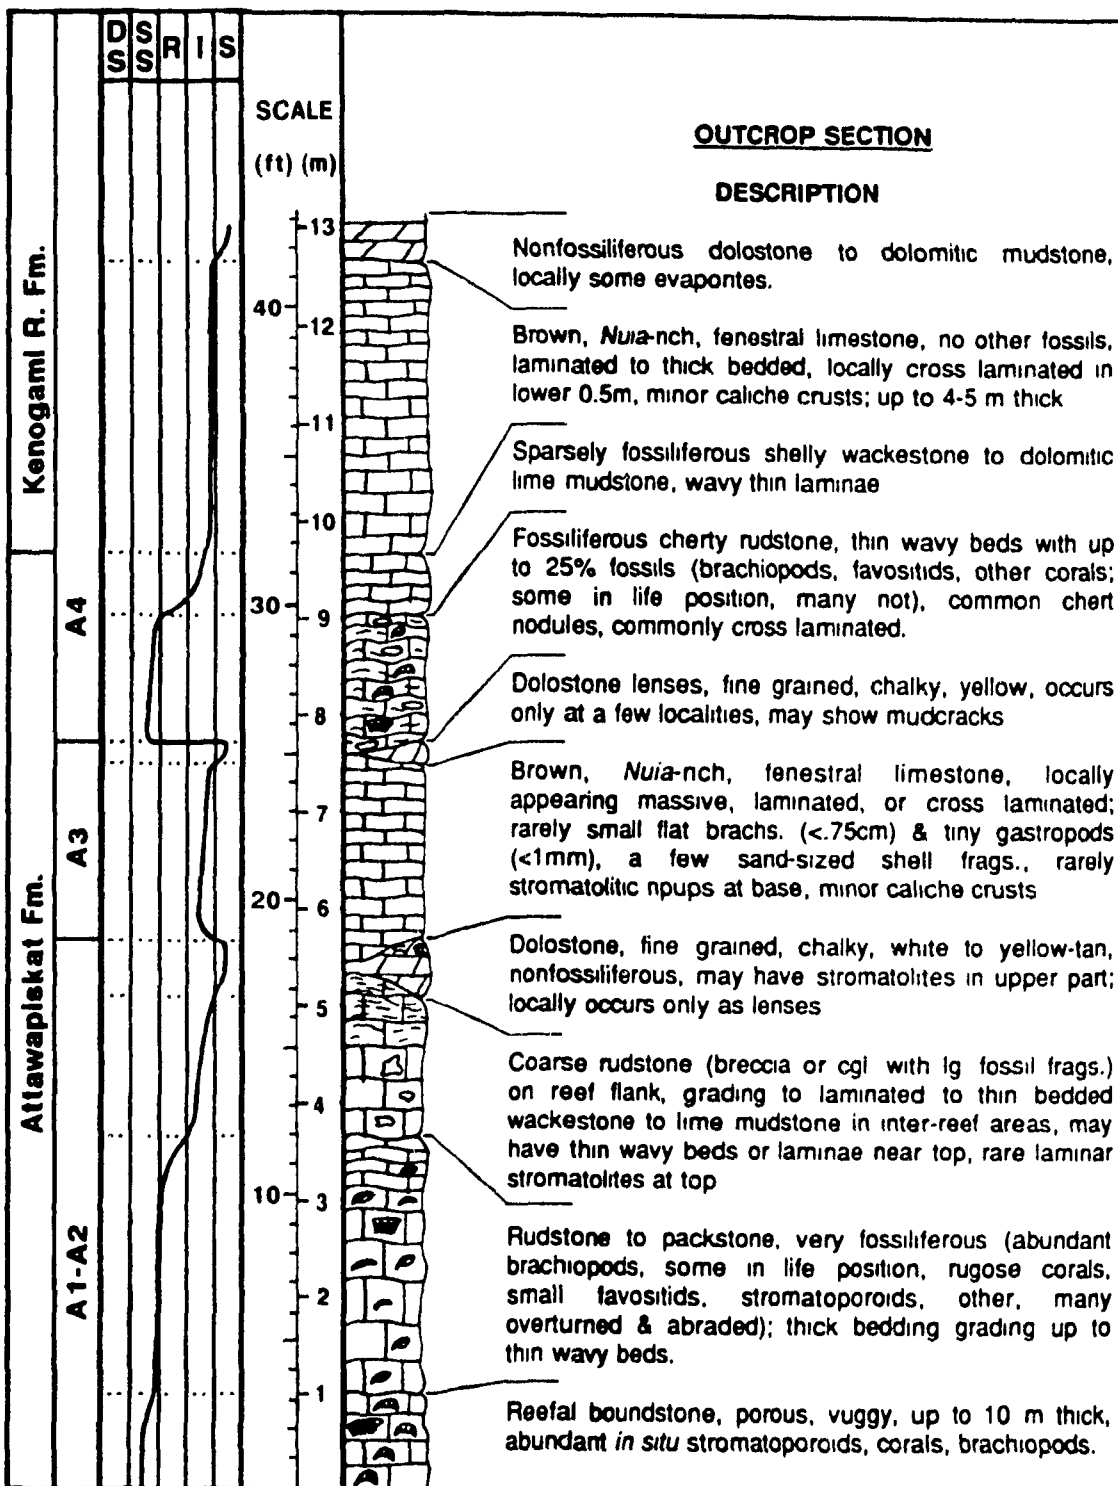 D S
S S
R
I
S
SCALE
(ft) (m)
OUTCROP SECTION
DESCRIPTION
Kenogami R. Fm.
Attawapiskat Fm.
A4
A3
A1-A2
40
30
20
10
13
12
11
10
9
8
7
6
5
4
3
2
1
Nonfossiliferous dolostone to dolomitic mudstone,
locally some evapontes.
Brown, Nuia-nch, fenestral limestone, no other fossils,
laminated to thick bedded, locally cross laminated in
lower 0.5m, minor caliche crusts; up to 4-5 m thick
Sparsely fossiliferous shelly wackestone to dolomitic
lime mudstone, wavy thin laminae
Fossiliferous cherty rudstone, thin wavy beds with up
to 25% fossils (brachiopods, favositids, other corals;
some in life position, many not), common chert
nodules, commonly cross laminated.
Dolostone lenses, fine grained, chalky, yellow, occurs
only at a few localities, may show mudcracks
Brown, Nuia-nch, fenestral limestone, locally
appearing massive, laminated, or cross laminated;
rarely small flat brachs. (<.75cm) & tiny gastropods
(<1mm), a few sand-sized shell frags., rarely
stromatolitic npups at base, minor caliche crusts
Dolostone, fine grained, chalky, white to yellow-tan,
nonfossiliferous, may have stromatolites in upper part;
locally occurs only as lenses
Coarse rudstone (breccia or cgl with lg fossil frags.)
on reef flank, grading to laminated to thin bedded
wackestone to lime mudstone in inter-reef areas, may
have thin wavy beds or laminae near top, rare laminar
stromatolites at top
Rudstone to packstone, very fossiliferous (abundant
brachiopods, some in life position, rugose corals,
small favositids, stromatoporoids, other, many
overturned & abraded); thick bedding grading up to
thin wavy beds.
Reefal boundstone, porous, vuggy, up to 10 m thick,
abundant in situ stromatoporoids, corals, brachiopods.